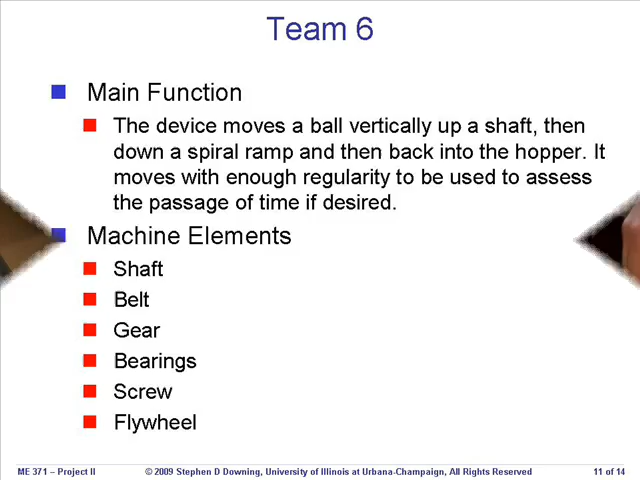 Team 6
Main Function
The device moves a ball vertically up a shaft, then
down a spiral ramp and then back into the hopper. It
moves with enough regularity to be used to assess
the passage of time if desired.
Machine Elements
Shaft
Belt
Gear
Bearings
Screw
Flywheel
ME 371 – Project II
© 2009 Stephen D Downing, University of Illinois at Urbana-Champaign, All Rights Reserved
11 of 14